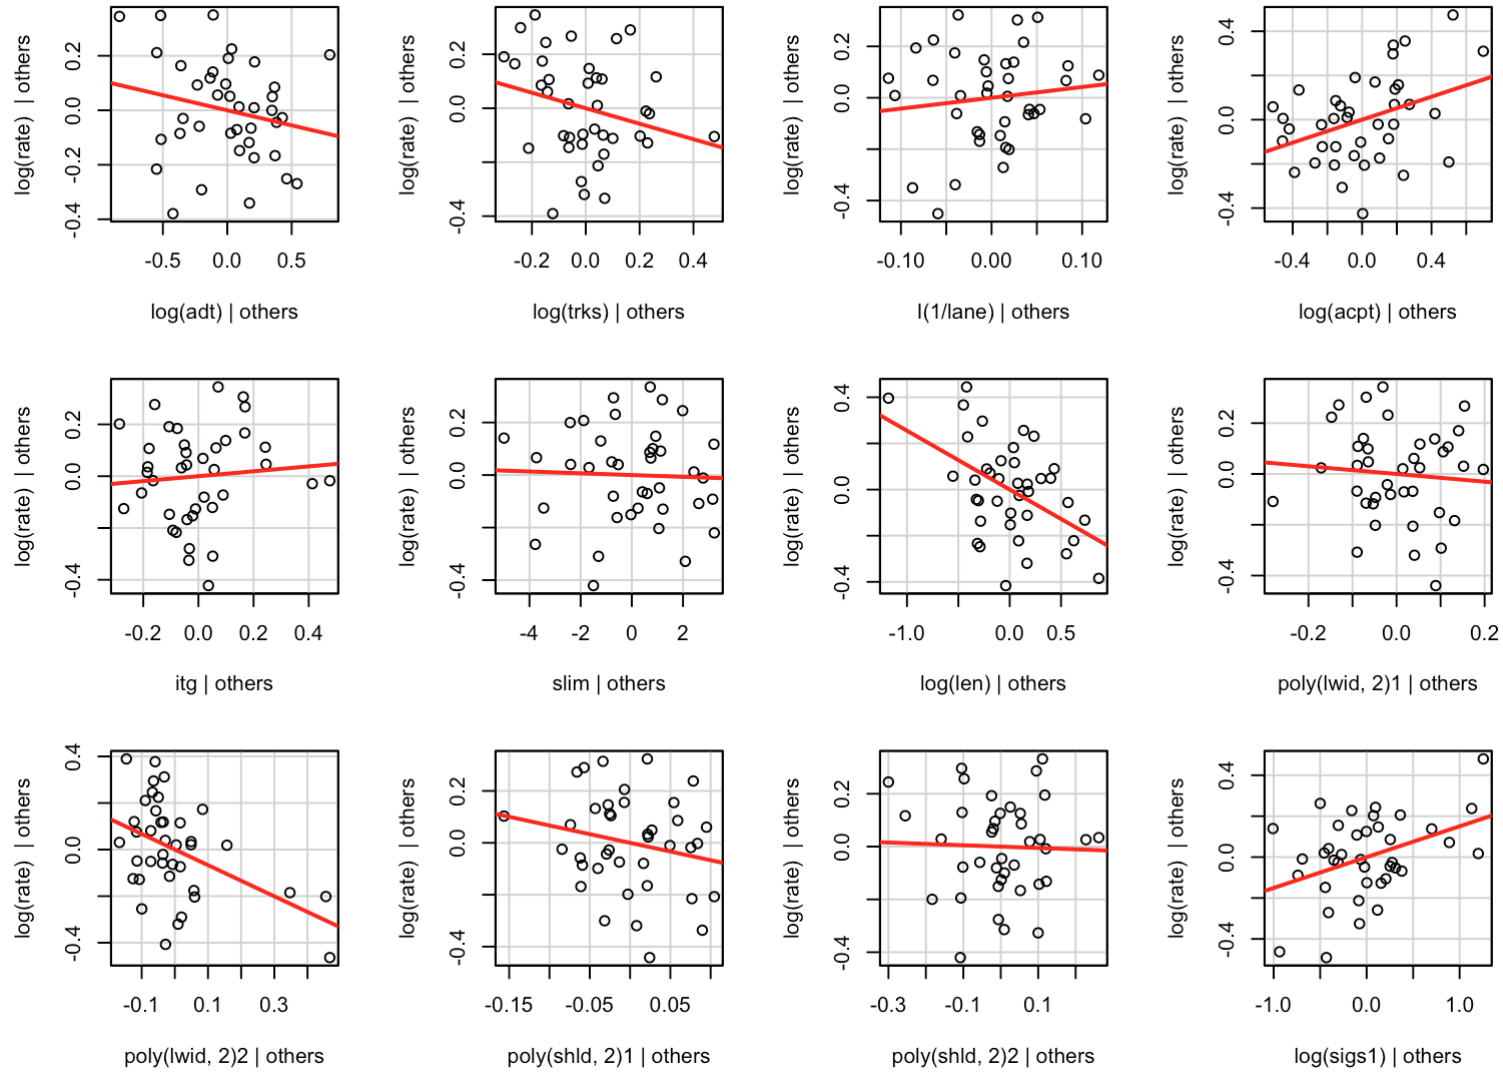 log(rate) | others
-0.4 -0.2 0.0 0.2
-0.5 0.0 0.5
log(adt) | others
log(rate) | others
-0.4 0.0 0.2
-0.2 0.0 0.2 0.4
log(trks) | others
log(rate) | others
-0.4 0.0 0.2
-0.10 0.00 0.10
I(1/lane) | others
log(rate) | others
-0.4 0.0 0.4
-0.4 0.0 0.4
log(acpt) | others
log(rate) | others
-0.4 0.0 0.2
-0.2 0.0 0.2 0.4
itg | others
log(rate) | others
-0.4 0.0 0.2
-4 -2 0 2
slim | others
log(rate) | others
-0.4 0.0 0.4
-1.0 0.0 0.5
log(len) | others
log(rate) | others
-0.4 0.0 0.2
-0.2 0.0 0.2
poly(lwid, 2)1 | others
log(rate) | others
-0.4 0.0 0.4
-0.1 0.1 0.3
poly(lwid, 2)2 | others
log(rate) | others
-0.4 0.0 0.2
-0.15 -0.05 0.05
poly(shld, 2)1 | others
log(rate) | others
-0.4 0.0 0.2
-0.3 -0.1 0.1
poly(shld, 2)2 | others
log(rate) | others
-0.4 0.0 0.4
-1.0 0.0 1.0
log(sigs1) | others